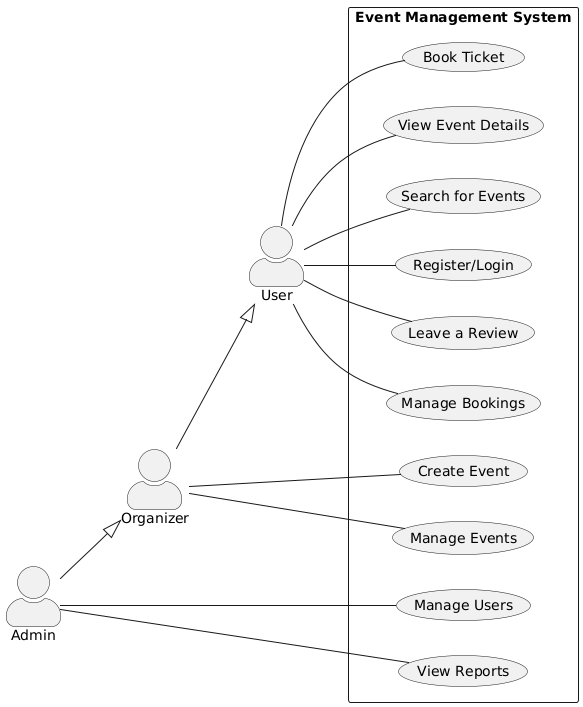 Event Management System
Book Ticket
View Event Details
Search for Events
User
Register/Login
Leave a Review
Manage Bookings
Create Event
Organizer
Manage Events
Manage Users
Admin
View Reports